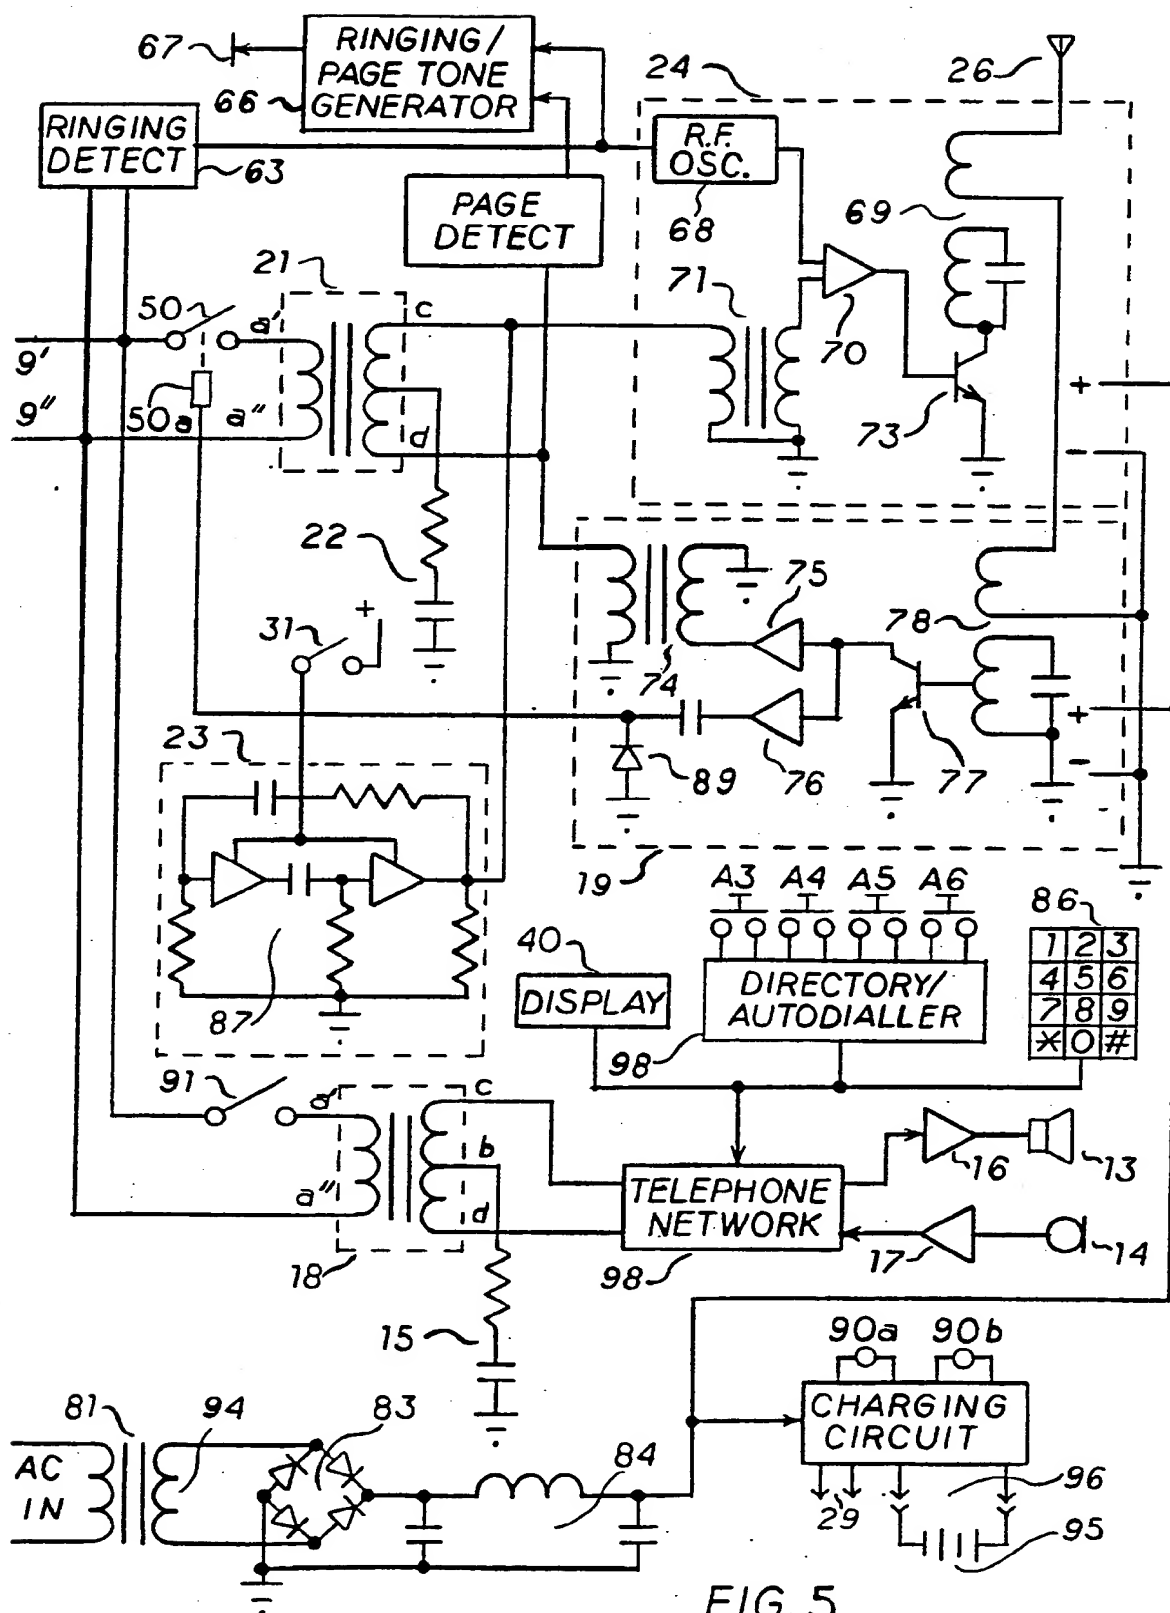 67
RINGING/
PAGE TONE
GENERATOR
66
24
26
RINGING
DETECT
63
R.F.
OSC.
68
PAGE
DETECT
69
21
71
50
a'
c
70
9'
9"
50a
a"
d
73
+
-
22
75
31
+
78
74
23
89
76
77
+
-
19
A3 A4 A5 A6
86
40
1 2 3
DISPLAY
DIRECTORY/
AUTODIALLER
4 5 6
7 8 9
* 0 #
87
98
91
a'
c
b
16
13
a"
d
TELEPHONE
NETWORK
17
14
18
98
15
90a 90b
81
94
83
CHARGING
CIRCUIT
AC
IN
84
96
29
95
FIG 5